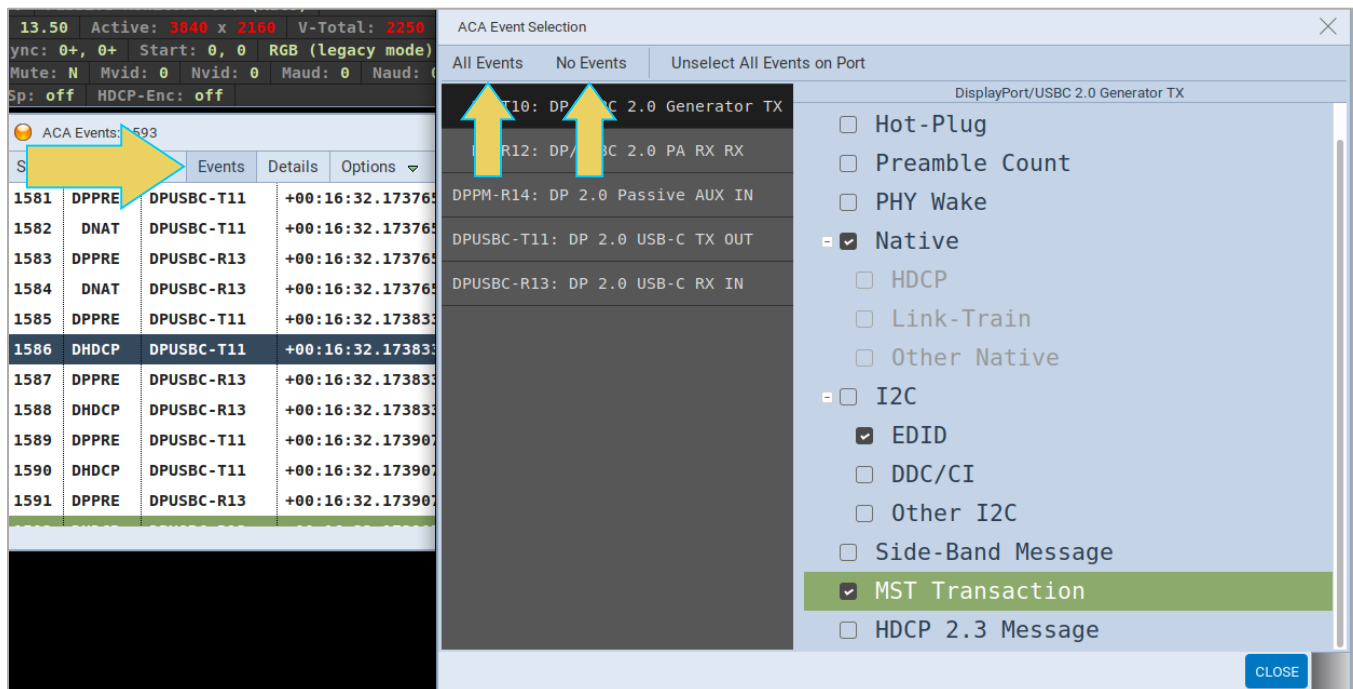 13.50 Active: 3840 x 2160 V-Total: 2250
ync: 0+, 0+ Start: 0, 0 RGB (legacy mode)
Mute: N Mvid: 0 Nvid: 0 Maud: 0 Naud:
Sp: off HDCP-Enc: off
ACA Events: 593
Events Details Options
1581 DPPRE DPUSBC-T11 +00:16:32.173765
1582 DNAT DPUSBC-T11 +00:16:32.173765
1583 DPPRE DPUSBC-R13 +00:16:32.173765
1584 DNAT DPUSBC-R13 +00:16:32.173765
1585 DPPRE DPUSBC-T11 +00:16:32.173833
1586 DHDCP DPUSBC-T11 +00:16:32.173833
1587 DPPRE DPUSBC-R13 +00:16:32.173833
1588 DHDCP DPUSBC-R13 +00:16:32.173833
1589 DPPRE DPUSBC-T11 +00:16:32.173907
1590 DHDCP DPUSBC-T11 +00:16:32.173907
1591 DPPRE DPUSBC-R13 +00:16:32.173907
ACA Event Selection
All Events No Events Unselect All Events on Port
T10: DP C 2.0 Generator TX
R12: DP/ BC 2.0 PA RX RX
DPPM-R14: DP 2.0 Passive AUX IN
DPUSBC-T11: DP 2.0 USB-C TX OUT
DPUSBC-R13: DP 2.0 USB-C RX IN
DisplayPort/USBC 2.0 Generator TX
Hot-Plug
Preamble Count
PHY Wake
Native
HDCP
Link-Train
Other Native
I2C
EDID
DDC/CI
Other I2C
Side-Band Message
MST Transaction
HDCP 2.3 Message
CLOSE